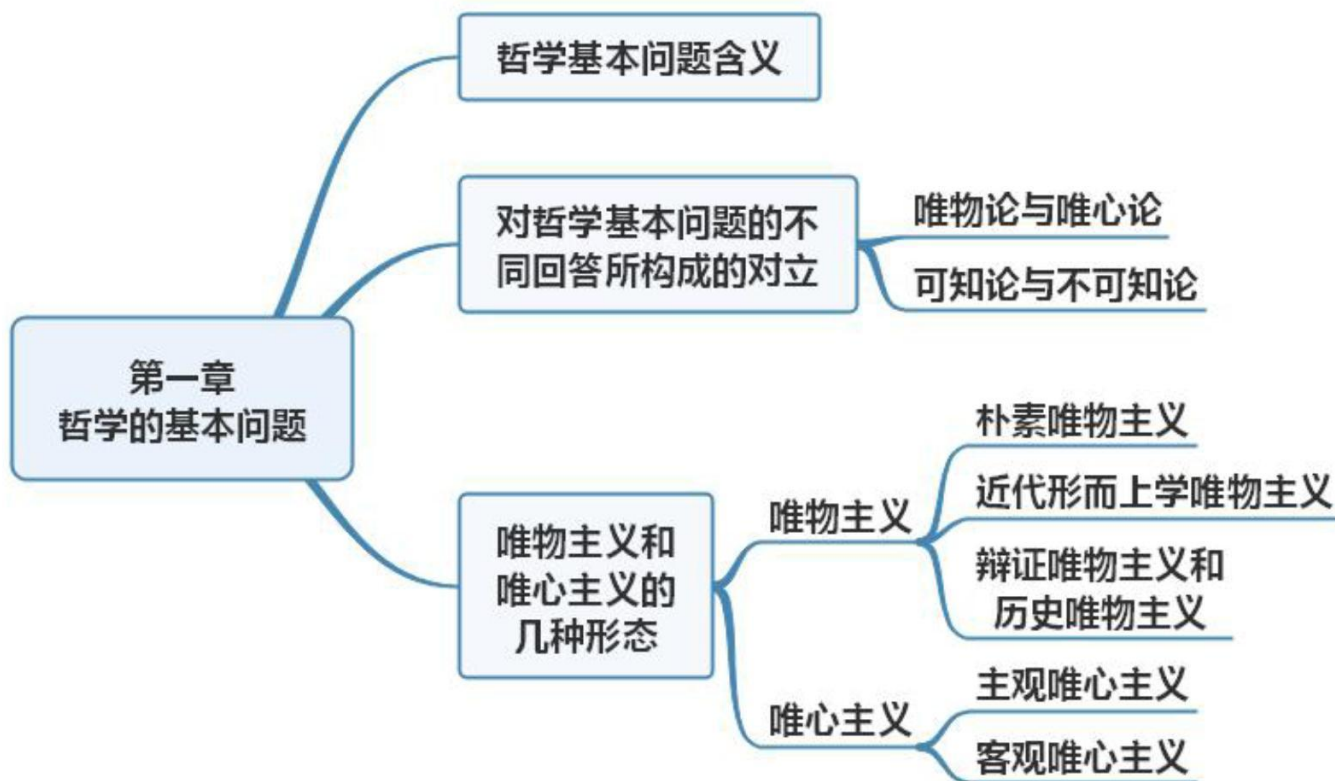 哲学基本问题含义
对哲学基本问题的不
同回答所构成的对立
唯物论与唯心论
可知论与不可知论
第一章
哲学的基本问题
唯物主义和
唯心主义的
几种形态
唯物主义
朴素唯物主义
近代形而上学唯物主义
辩证唯物主义和
历史唯物主义
唯心主义
主观唯心主义
客观唯心主义